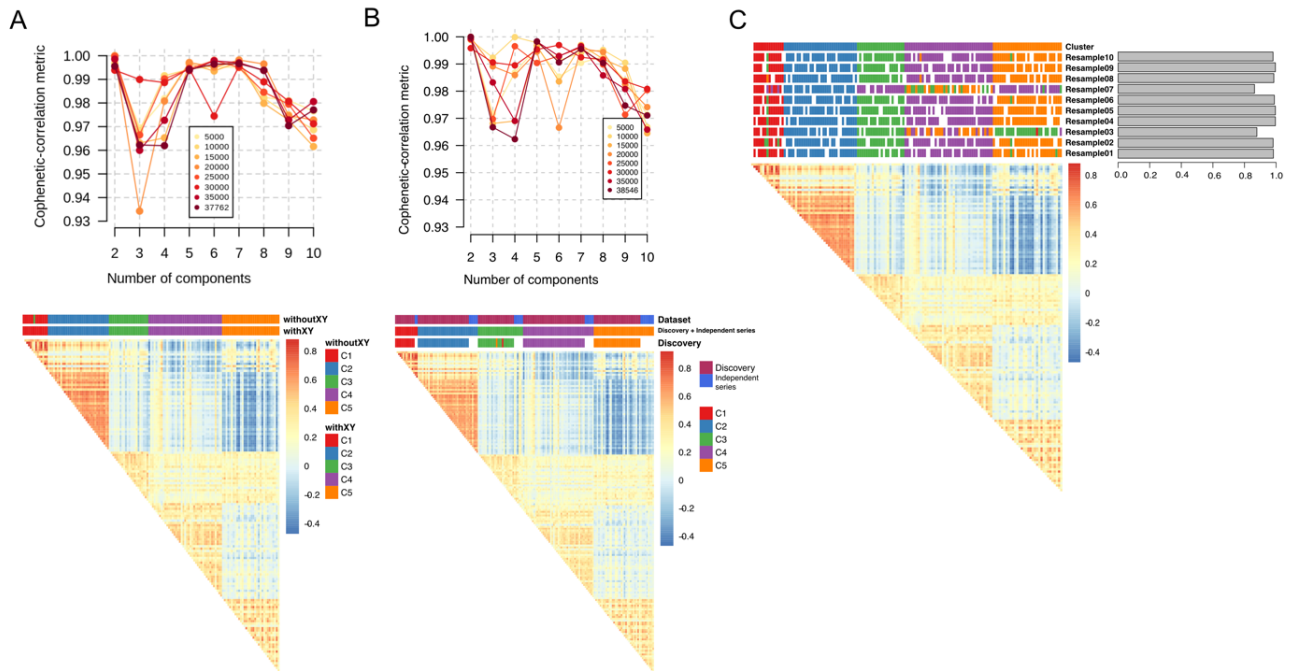 A
Cophenetic-correlation metric
1.00
0.99
0.98
0.97
0.96
0.95
0.94
0.93
5000
10000
15000
20000
25000
30000
35000
37762
2 3 4 5 6 7 8 9 10
Number of components
withoutXY
withXY
0.8
0.6
0.4
0.2
0
-0.2
-0.4
withoutXY
C1
C2
C3
C4
C5
withXY
C1
C2
C3
C4
C5
B
Cophenetic-correlation metric
1.00
0.99
0.98
0.97
0.96
0.95
0.94
0.93
5000
10000
15000
20000
25000
30000
35000
38546
2 3 4 5 6 7 8 9 10
Number of components
Dataset
Discovery + Independent series
Discovery
0.8
0.6
0.4
0.2
0
-0.2
-0.4
Discovery
Independent
series
C1
C2
C3
C4
C5
C
Cluster
Resample10
Resample09
Resample08
Resample07
Resample06
Resample05
Resample04
Resample03
Resample02
Resample01
0.0 0.2 0.4 0.6 0.8 1.0
0.8
0.6
0.4
0.2
0
-0.2
-0.4